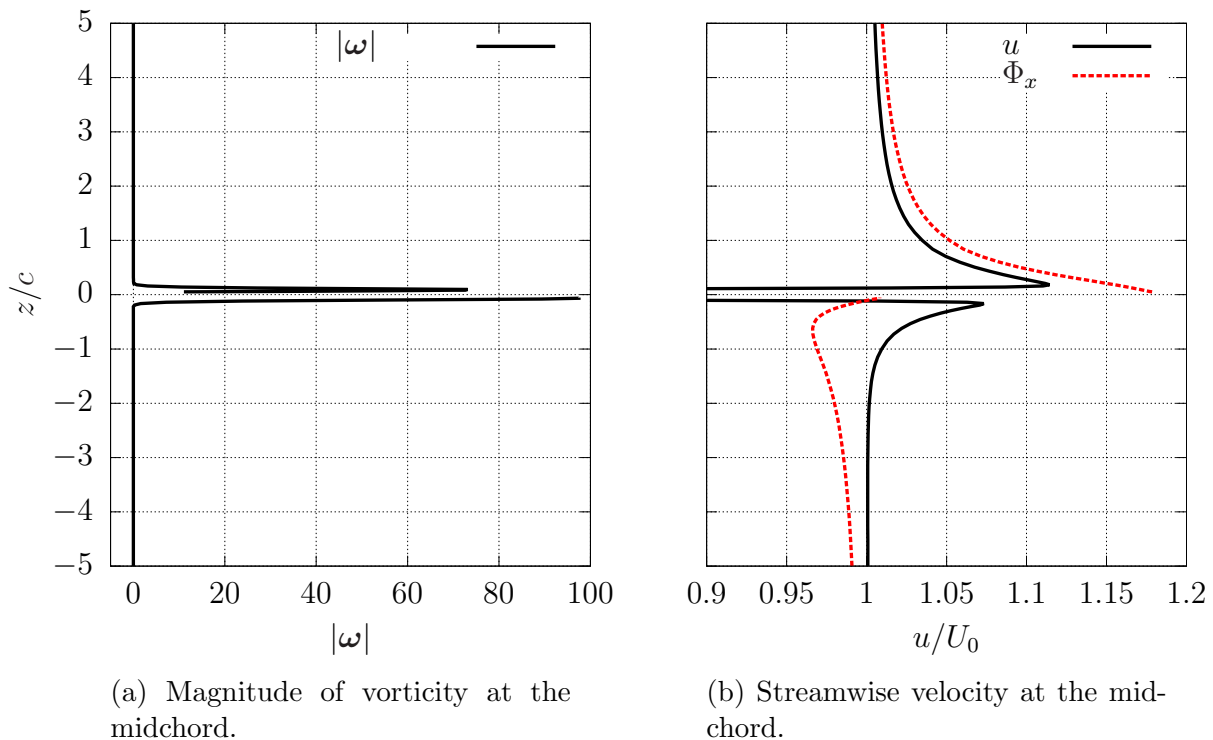 5
4
3
2
1
0
−1
−2
−3
−4
−5
z/c
|ω|
0 20 40 60 80 100
|ω|
u
Φx
0.9 0.95 1 1.05 1.1 1.15 1.2
u/U0
(a) Magnitude of vorticity at the
midchord.
(b) Streamwise velocity at the mid-
chord.